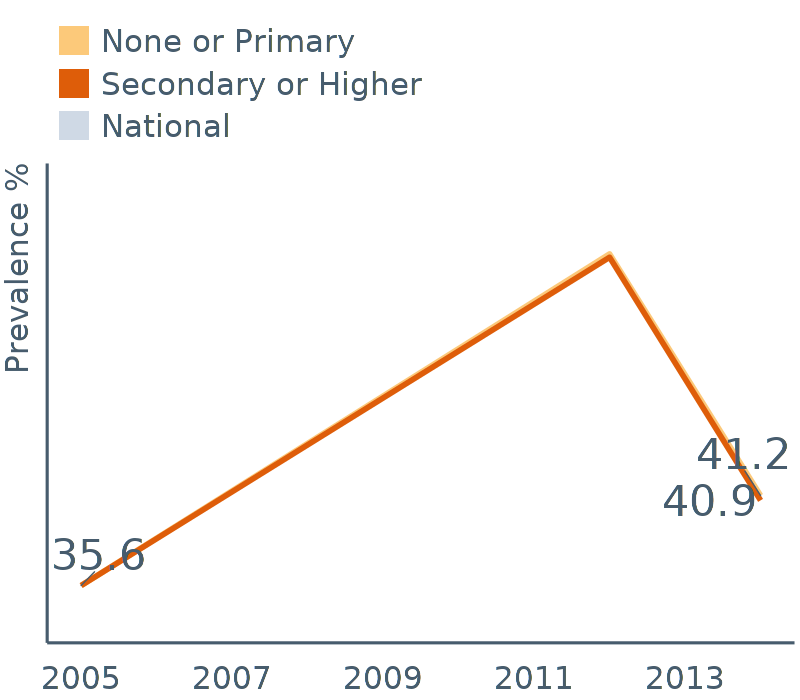 None or Primary
Secondary or Higher
National
Prevalence %
41.2
40.9
35.6
2005 2007 2009 2011 2013